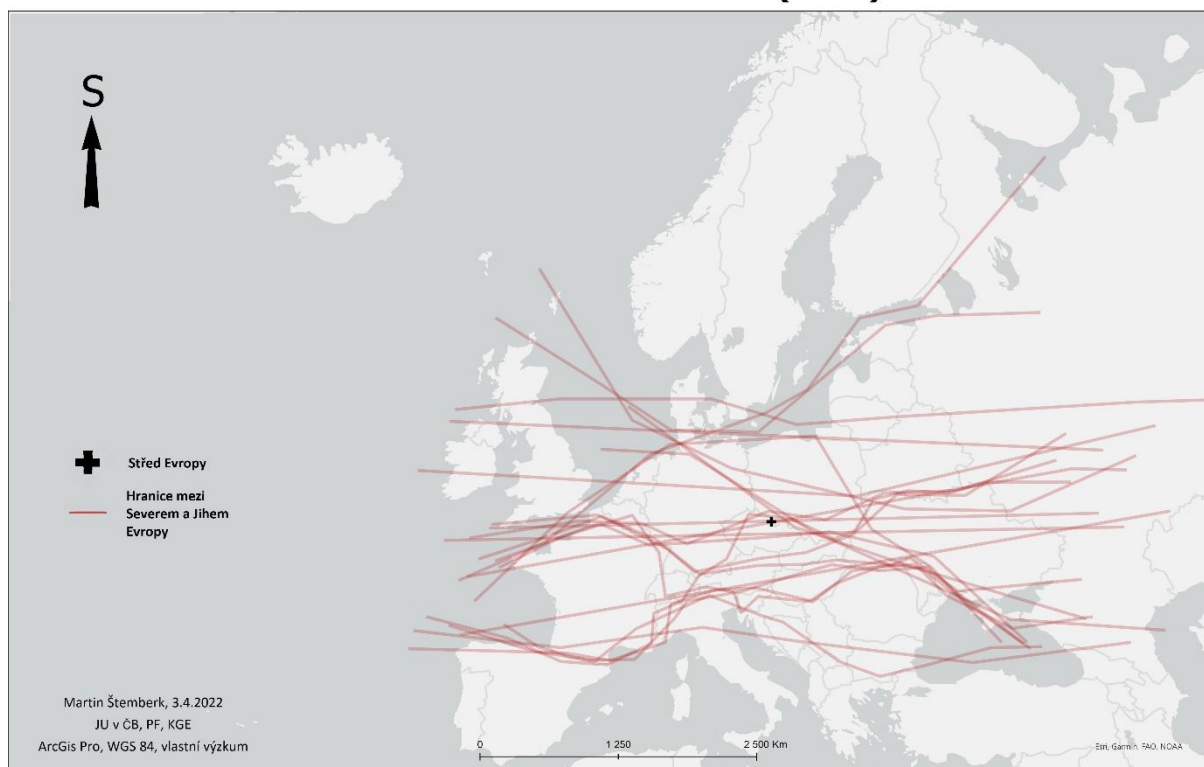 S
Střed Evropy
Hranice mezi
Severem a Jihem
Evropy
Martin Štemberk, 3.4.2022
JU v ČB, PF, KGE
ArcGis Pro, WGS 84, vlastní výzkum
0 1 250 2 500 Km
Esri, Garmin, FAO, NOAA